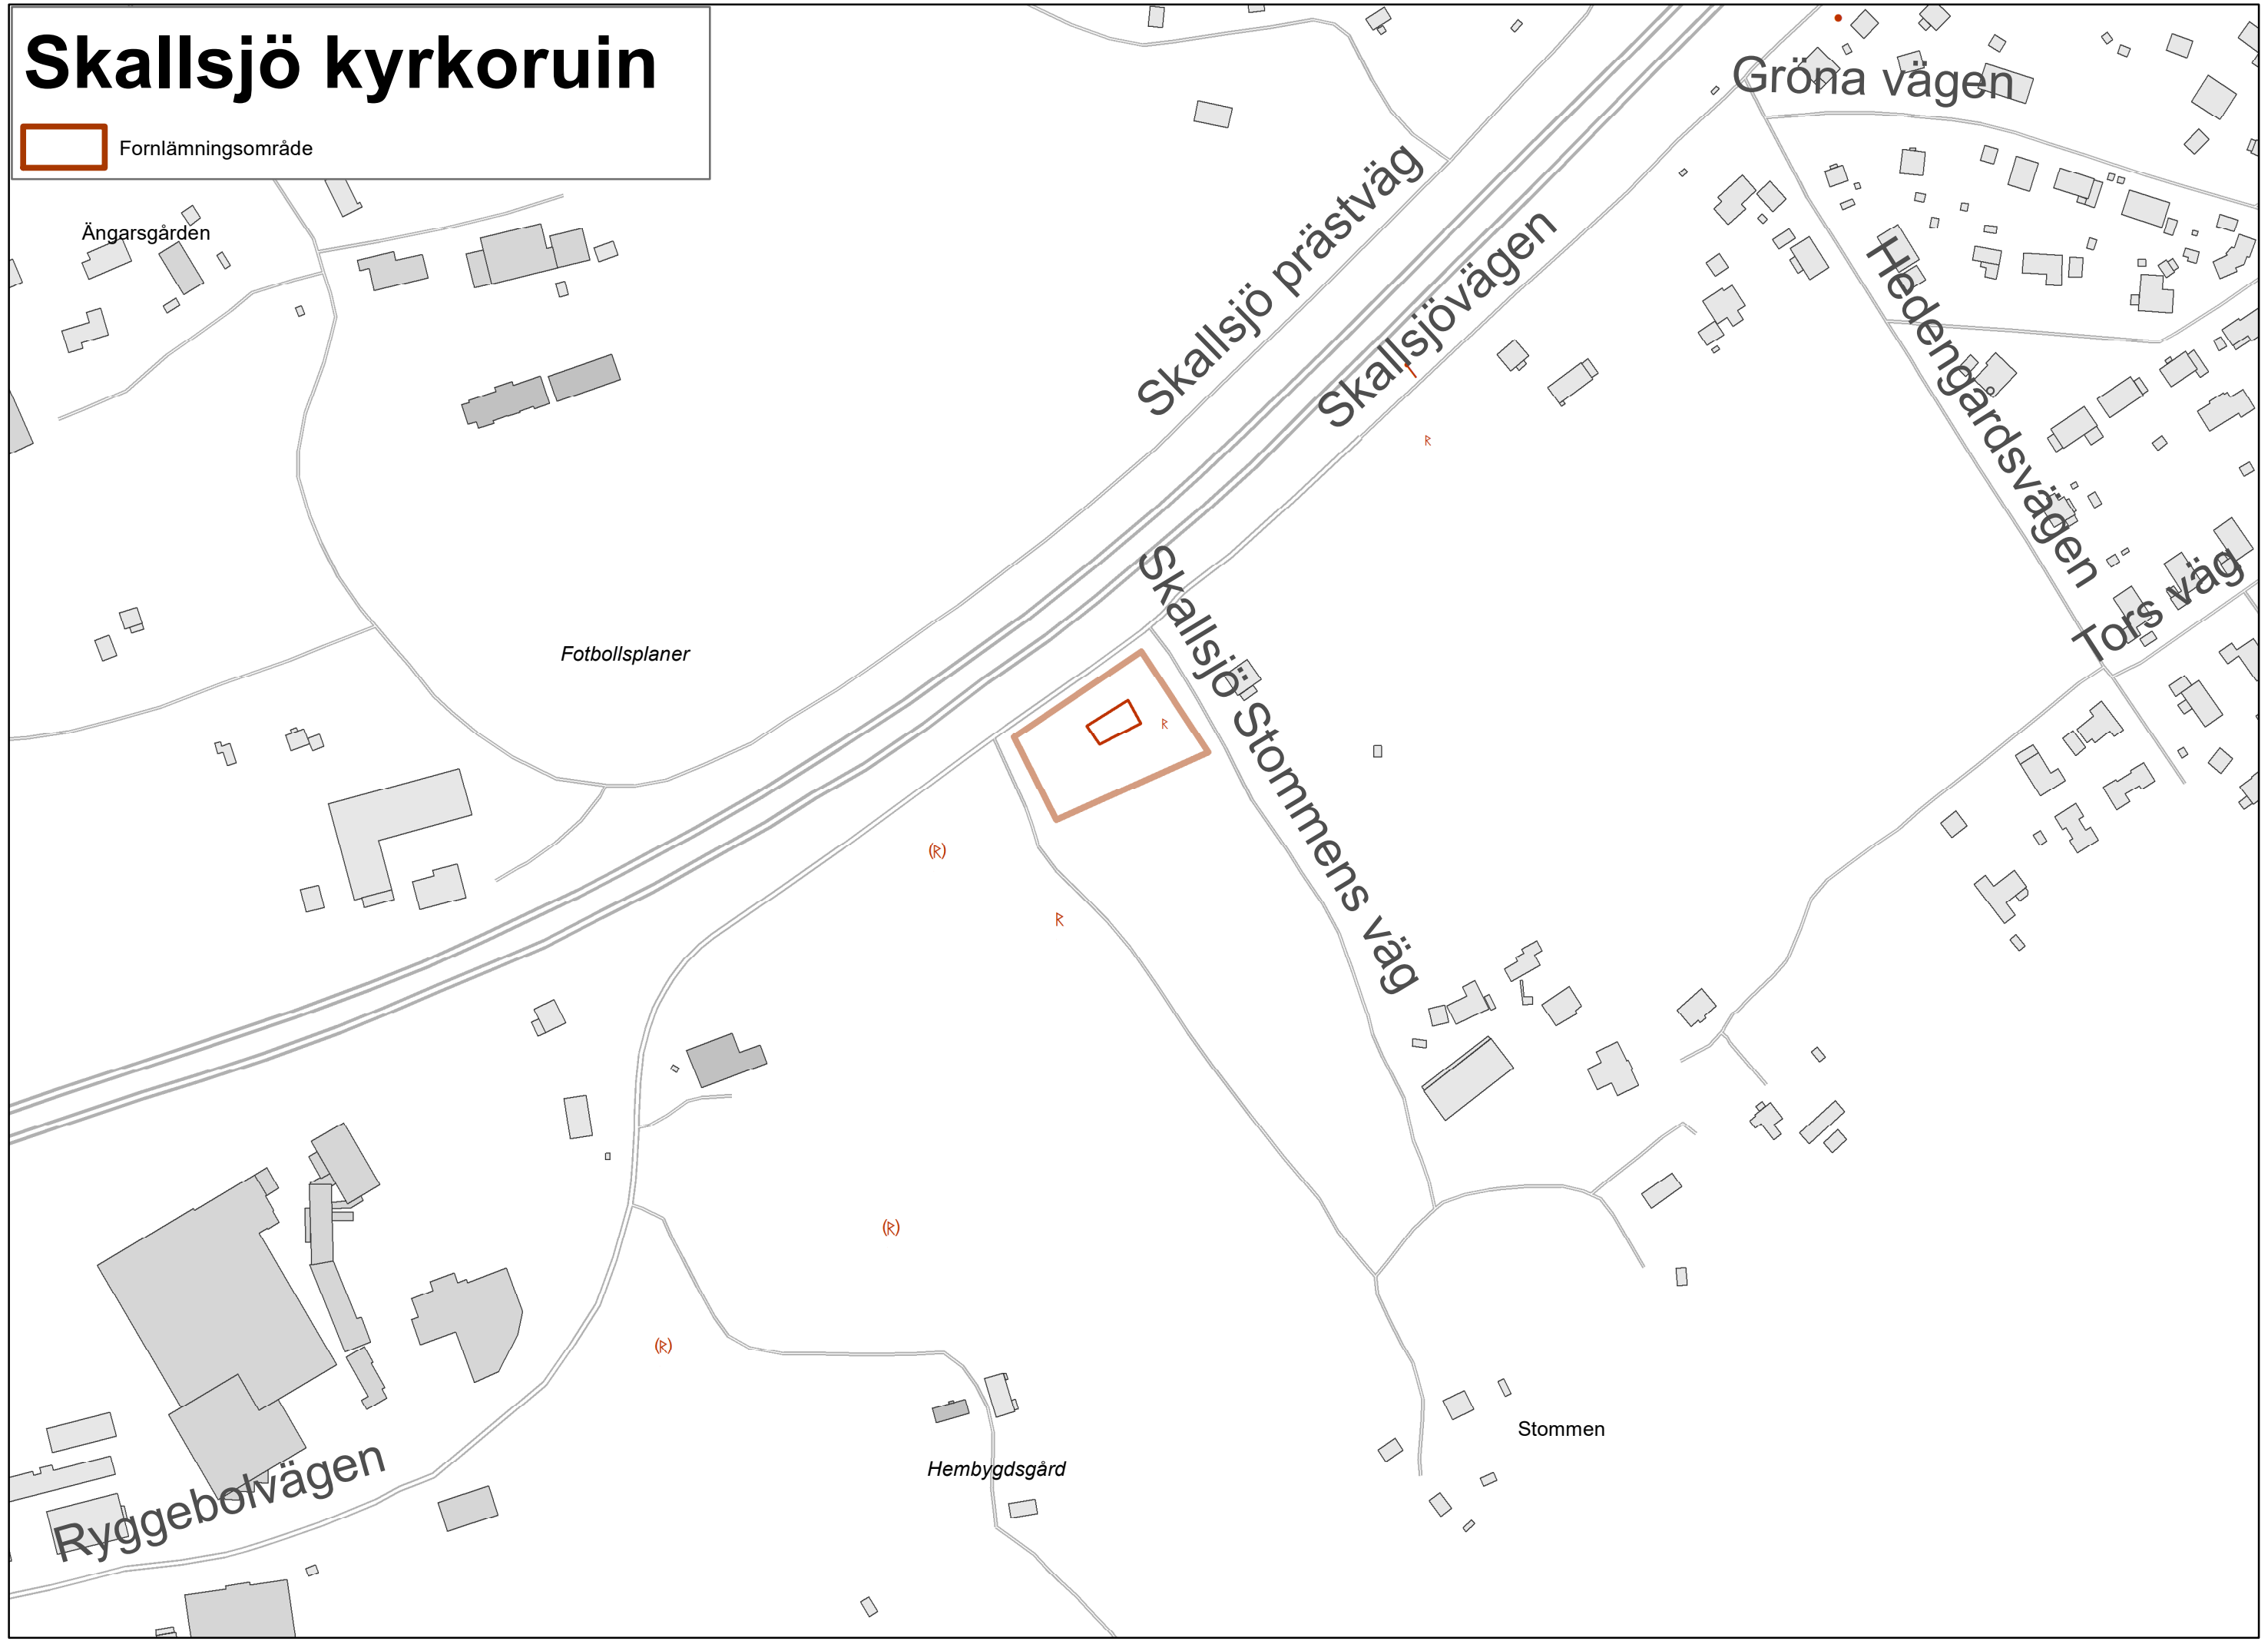 Skallsjö kyrkoruin
Fornlämningsområde
Gröna vägen
Skallsjö prästväg
Ängarsgården
Skallsjövägen
Hedengårdsvägen
R
Tors väg
Fotbollsplaner
Skallsjö Stommens väg
R
(R)
R
(R)
(R)
Stommen
Hembygdsgård
Ryggebolvägen